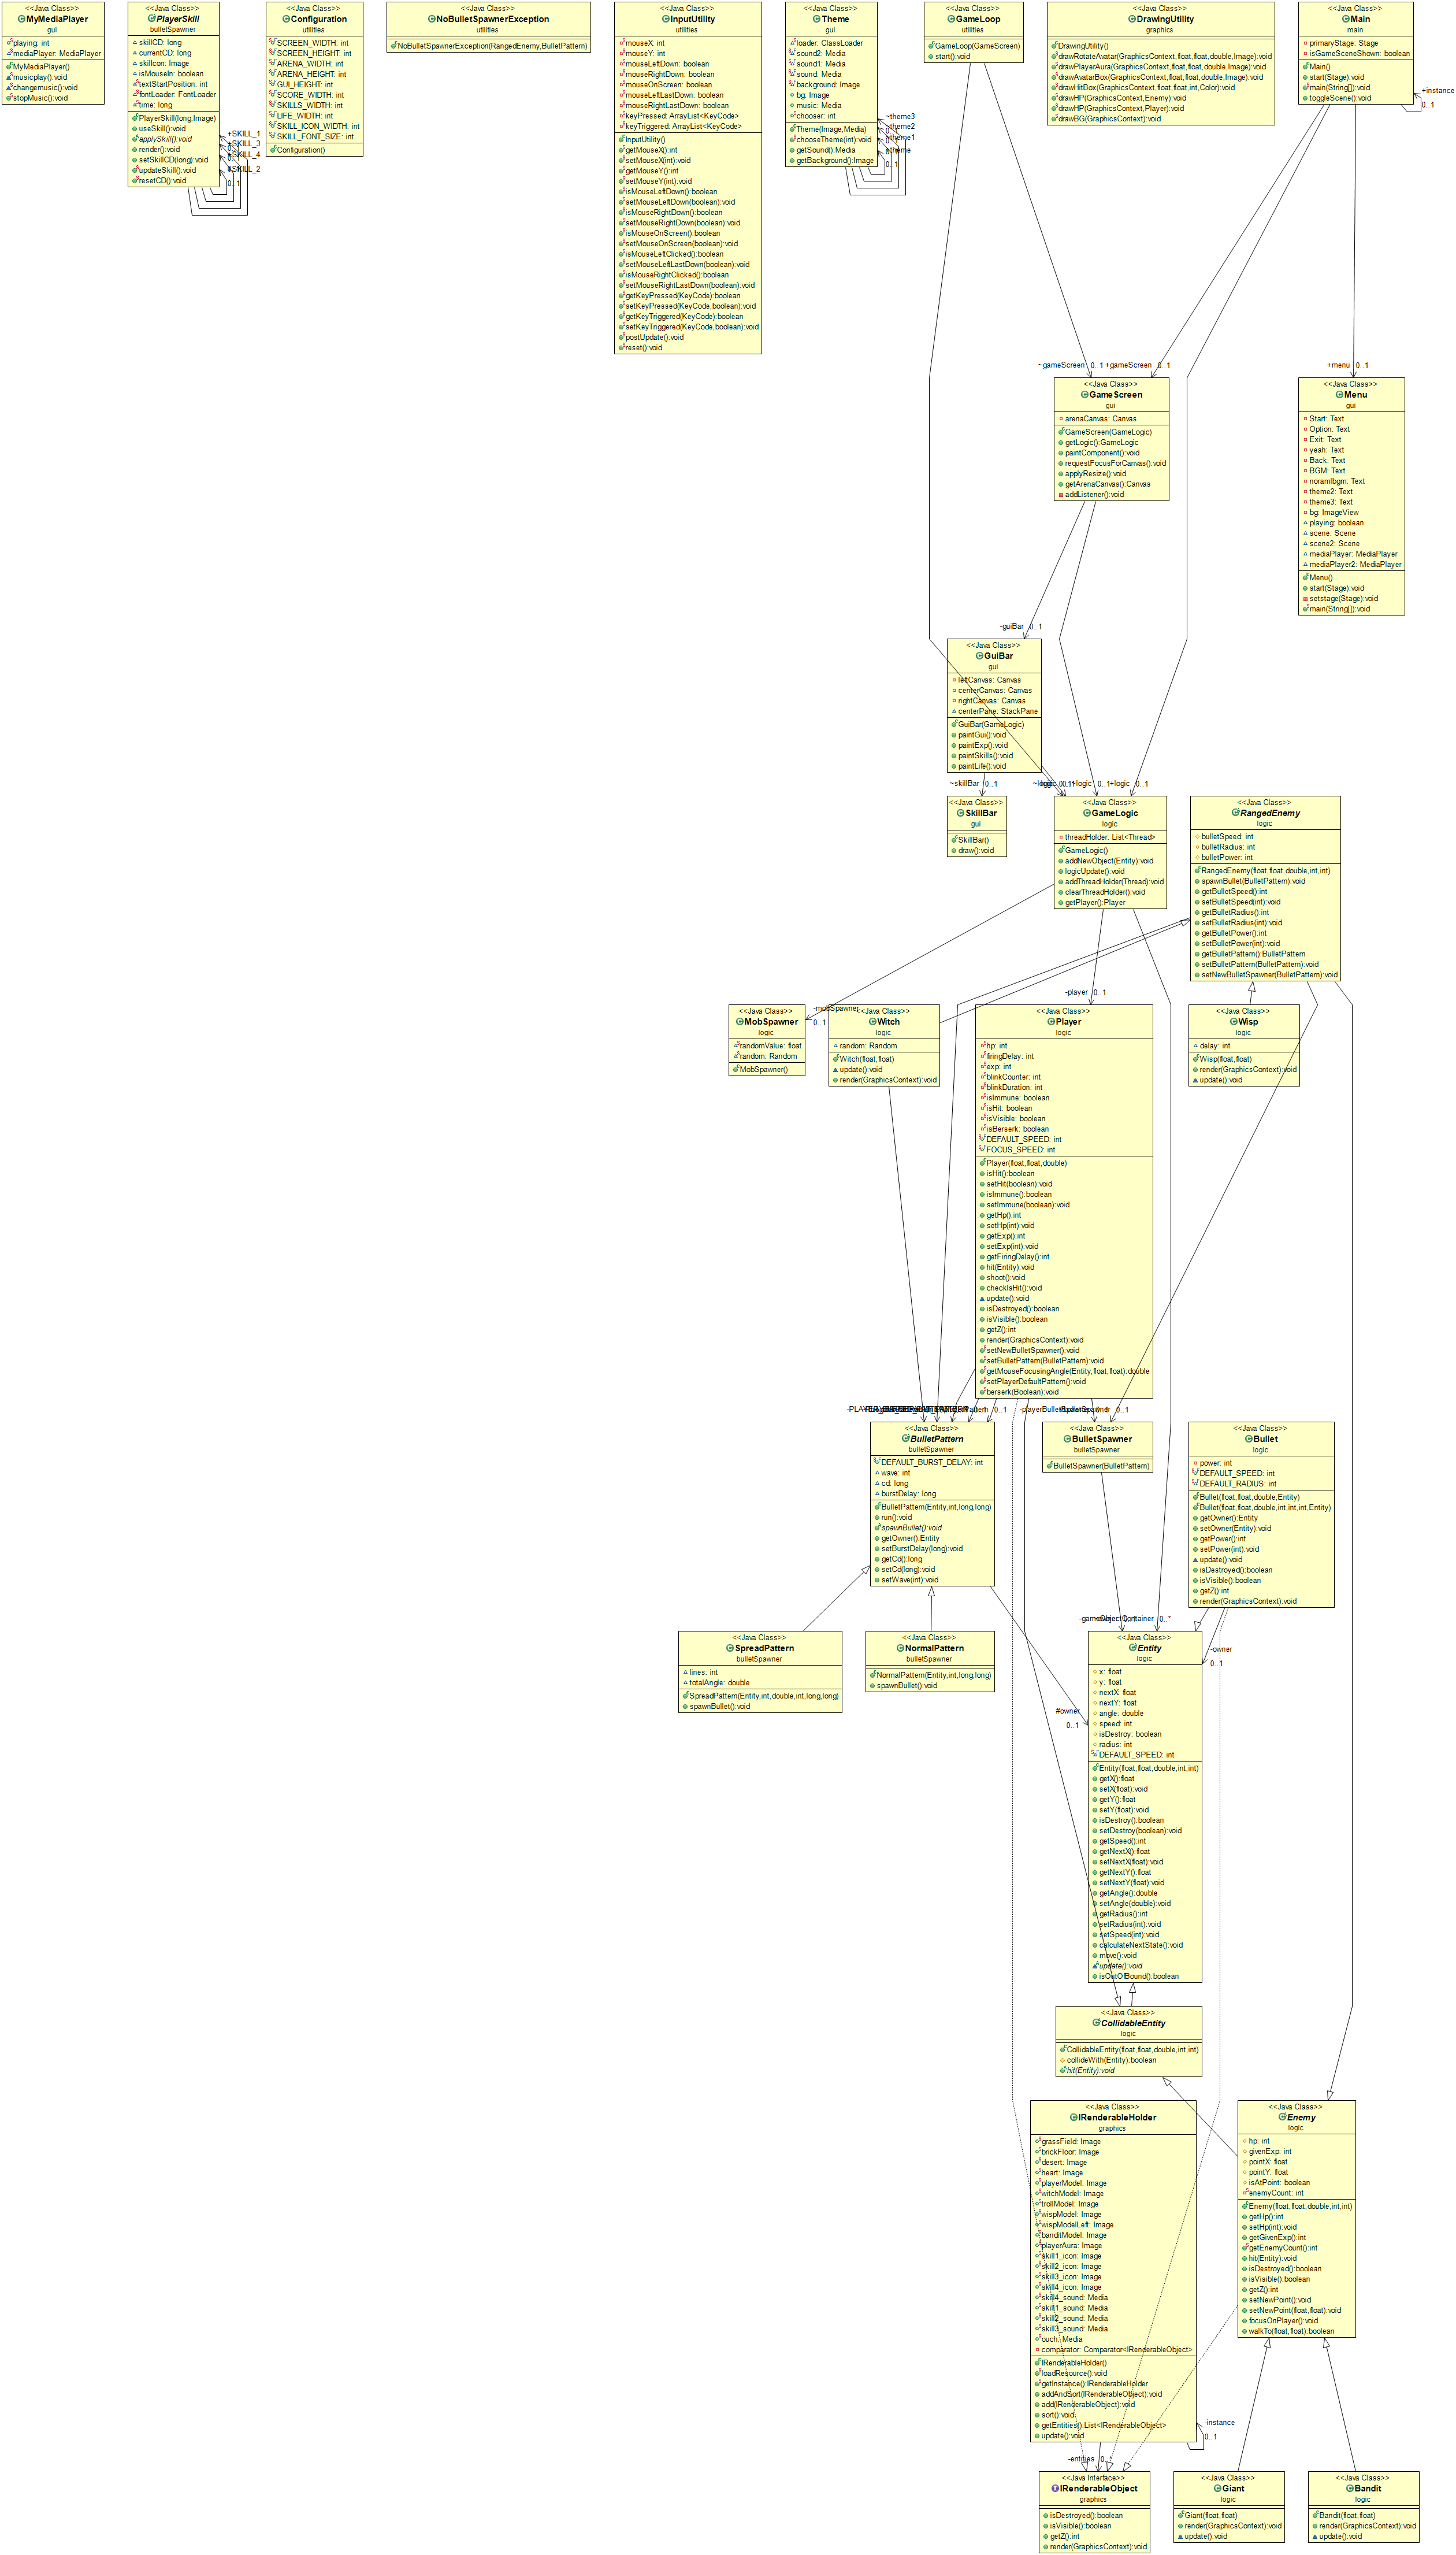 <<Java Class>>
MyMediaPlayer
gui
playing: int
mediaPlayer: MediaPlayer
MyMediaPlayer()
musicplay():void
changemusic():void
stopMusic():void
<<Java Class>>
PlayerSkill
bulletSpawner
skillCD: long
currentCD: long
skillIcon: Image
isMouseIn: boolean
textStartPosition: int
fontLoader: FontLoader
time: long
PlayerSkill(long,Image)
useSkill():void
applySkill():void
render():void
setSkillCD(long):void
updateSkill():void
resetCD():void
+SKILL_1
+SKILL_3
+SKILL_4
+SKILL_2
0..1
<<Java Class>>
Configuration
utilities
SCREEN_WIDTH: int
SCREEN_HEIGHT: int
ARENA_WIDTH: int
ARENA_HEIGHT: int
GUI_HEIGHT: int
SCORE_WIDTH: int
SKILLS_WIDTH: int
LIFE_WIDTH: int
SKILL_ICON_WIDTH: int
SKILL_FONT_SIZE: int
Configuration()
<<Java Class>>
NoBulletSpawnerException
utilities
NoBulletSpawnerException(RangedEnemy,BulletPattern)
<<Java Class>>
InputUtility
utilities
mouseX: int
mouseY: int
mouseLeftDown: boolean
mouseRightDown: boolean
mouseOnScreen: boolean
mouseLeftLastDown: boolean
mouseRightLastDown: boolean
keyPressed: ArrayList<KeyCode>
keyTriggered: ArrayList<KeyCode>
InputUtility()
getMouseX():int
setMouseX(int):void
getMouseY():int
setMouseY(int):void
isMouseLeftDown():boolean
setMouseLeftDown(boolean):void
isMouseRightDown():boolean
setMouseRightDown(boolean):void
isMouseOnScreen():boolean
setMouseOnScreen(boolean):void
isMouseLeftClicked():boolean
setMouseLeftLastDown(boolean):void
isMouseRightClicked():boolean
setMouseRightLastDown(boolean):void
getKeyPressed(KeyCode):boolean
setKeyPressed(KeyCode,boolean):void
getKeyTriggered(KeyCode):boolean
setKeyTriggered(KeyCode,boolean):void
postUpdate():void
reset():void
<<Java Class>>
Theme
gui
loader: ClassLoader
sound2: Media
sound1: Media
sound: Media
background: Image
bg: Image
music: Media
chooser: int
Theme(Image,Media)
chooseTheme(int):void
getSound():Media
getBackground():Image
~theme3
~theme2
~theme1
~theme
0..1
<<Java Class>>
GameLoop
utilities
GameLoop(GameScreen)
start():void
<<Java Class>>
DrawingUtility
graphics
DrawingUtility()
drawRotateAvatar(GraphicsContext,float,float,double,Image):void
drawPlayerAura(GraphicsContext,float,float,double,Image):void
drawAvatarBox(GraphicsContext,float,float,double,Image):void
drawHitBox(GraphicsContext,float,float,int,Color):void
drawHP(GraphicsContext,Enemy):void
drawHP(GraphicsContext,Player):void
drawBG(GraphicsContext):void
<<Java Class>>
Main
main
primaryStage: Stage
isGameSceneShown: boolean
Main()
start(Stage):void
main(String[]):void
toggleScene():void
+instance
0..1
~gameScreen 0..1
+gameScreen 0..1
+menu 0..1
<<Java Class>>
GameScreen
gui
arenaCanvas: Canvas
GameScreen(GameLogic)
getLogic():GameLogic
paintComponent():void
requestFocusForCanvas():void
applyResize():void
getArenaCanvas():Canvas
addListener():void
<<Java Class>>
Menu
gui
Start: Text
Option: Text
Exit: Text
yeah: Text
Back: Text
BGM: Text
noramlbgm: Text
theme2: Text
theme3: Text
bg: ImageView
playing: boolean
scene: Scene
scene2: Scene
mediaPlayer: MediaPlayer
mediaPlayer2: MediaPlayer
Menu()
start(Stage):void
setstage(Stage):void
main(String[]):void
-guiBar 0..1
<<Java Class>>
GuiBar
gui
leftCanvas: Canvas
centerCanvas: Canvas
rightCanvas: Canvas
centerPane: StackPane
GuiBar(GameLogic)
paintGui():void
paintExp():void
paintSkills():void
paintLife():void
~skillBar 0..1
~logic
0..1
+logic 0..1
<<Java Class>>
SkillBar
gui
SkillBar()
draw():void
<<Java Class>>
GameLogic
logic
threadHolder: List<Thread>
GameLogic()
addNewObject(Entity):void
logicUpdate():void
addThreadHolder(Thread):void
clearThreadHolder():void
getPlayer():Player
<<Java Class>>
RangedEnemy
logic
bulletSpeed: int
bulletRadius: int
bulletPower: int
RangedEnemy(float,float,double,int,int)
spawnBullet(BulletPattern):void
getBulletSpeed():int
setBulletSpeed(int):void
getBulletRadius():int
setBulletRadius(int):void
getBulletPower():int
setBulletPower(int):void
getBulletPattern():BulletPattern
setBulletPattern(BulletPattern):void
setNewBulletSpawner(BulletPattern):void
-mobSpawner
0..1
-player 0..1
<<Java Class>>
MobSpawner
logic
randomValue: float
random: Random
MobSpawner()
<<Java Class>>
Witch
logic
random: Random
Witch(float,float)
update():void
render(GraphicsContext):void
<<Java Class>>
Player
logic
hp: int
firingDelay: int
exp: int
blinkCounter: int
blinkDuration: int
isImmune: boolean
isHit: boolean
isVisible: boolean
isBerserk: boolean
DEFAULT_SPEED: int
FOCUS_SPEED: int
Player(float,float,double)
isHit():boolean
setHit(boolean):void
isImmune():boolean
setImmune(boolean):void
getHp():int
setHp(int):void
getExp():int
setExp(int):void
getFiringDelay():int
hit(Entity):void
shoot():void
checkIsHit():void
update():void
isDestroyed():boolean
isVisible():boolean
getZ():int
render(GraphicsContext):void
setNewBulletSpawner():void
setBulletPattern(BulletPattern):void
getMouseFocusingAngle(Entity,float,float):double
setPlayerDefaultPattern():void
berserk(Boolean):void
<<Java Class>>
Wisp
logic
delay: int
Wisp(float,float)
render(GraphicsContext):void
update():void
0..1
0..1
<<Java Class>>
BulletPattern
bulletSpawner
DEFAULT_BURST_DELAY: int
wave: int
cd: long
burstDelay: long
BulletPattern(Entity,int,long,long)
run():void
spawnBullet():void
getOwner():Entity
setBurstDelay(long):void
getCd():long
setCd(long):void
setWave(int):void
<<Java Class>>
BulletSpawner
bulletSpawner
BulletSpawner(BulletPattern)
<<Java Class>>
Bullet
logic
power: int
DEFAULT_SPEED: int
DEFAULT_RADIUS: int
Bullet(float,float,double,Entity)
Bullet(float,float,double,int,int,int,Entity)
getOwner():Entity
setOwner(Entity):void
getPower():int
setPower(int):void
update():void
isDestroyed():boolean
isVisible():boolean
getZ():int
render(GraphicsContext):void
0..*
-owner
0..1
<<Java Class>>
SpreadPattern
bulletSpawner
lines: int
totalAngle: double
SpreadPattern(Entity,int,double,int,long,long)
spawnBullet():void
<<Java Class>>
NormalPattern
bulletSpawner
NormalPattern(Entity,int,long,long)
spawnBullet():void
#owner
0..1
<<Java Class>>
Entity
logic
x: float
y: float
nextX: float
nextY: float
angle: double
speed: int
isDestroy: boolean
radius: int
DEFAULT_SPEED: int
Entity(float,float,double,int,int)
getX():float
setX(float):void
getY():float
setY(float):void
isDestroy():boolean
setDestroy(boolean):void
getSpeed():int
getNextX():float
setNextX(float):void
getNextY():float
setNextY(float):void
getAngle():double
setAngle(double):void
getRadius():int
setRadius(int):void
setSpeed(int):void
calculateNextState():void
move():void
update():void
isOutOfBound():boolean
<<Java Class>>
CollidableEntity
logic
CollidableEntity(float,float,double,int,int)
collideWith(Entity):boolean
hit(Entity):void
<<Java Class>>
IRenderableHolder
graphics
grassField: Image
brickFloor: Image
desert: Image
heart: Image
playerModel: Image
witchModel: Image
trollModel: Image
wispModel: Image
wispModelLeft: Image
banditModel: Image
playerAura: Image
skill1_icon: Image
skill2_icon: Image
skill3_icon: Image
skill4_icon: Image
skill4_sound: Media
skill1_sound: Media
skill2_sound: Media
skill3_sound: Media
ouch: Media
comparator: Comparator<IRenderableObject>
IRenderableHolder()
loadResource():void
getInstance():IRenderableHolder
addAndSort(IRenderableObject):void
add(IRenderableObject):void
sort():void
getEntities():List<IRenderableObject>
update():void
<<Java Class>>
Enemy
logic
hp: int
givenExp: int
pointX: float
pointY: float
isAtPoint: boolean
enemyCount: int
Enemy(float,float,double,int,int)
getHp():int
setHp(int):void
getGivenExp():int
getEnemyCount():int
hit(Entity):void
isDestroyed():boolean
isVisible():boolean
getZ():int
setNewPoint():void
setNewPoint(float,float):void
focusOnPlayer():void
walkTo(float,float):boolean
-instance
0..1
-entities 0..*
<<Java Interface>>
IRenderableObject
graphics
isDestroyed():boolean
isVisible():boolean
getZ():int
render(GraphicsContext):void
<<Java Class>>
Giant
logic
Giant(float,float)
render(GraphicsContext):void
update():void
<<Java Class>>
Bandit
logic
Bandit(float,float)
render(GraphicsContext):void
update():void